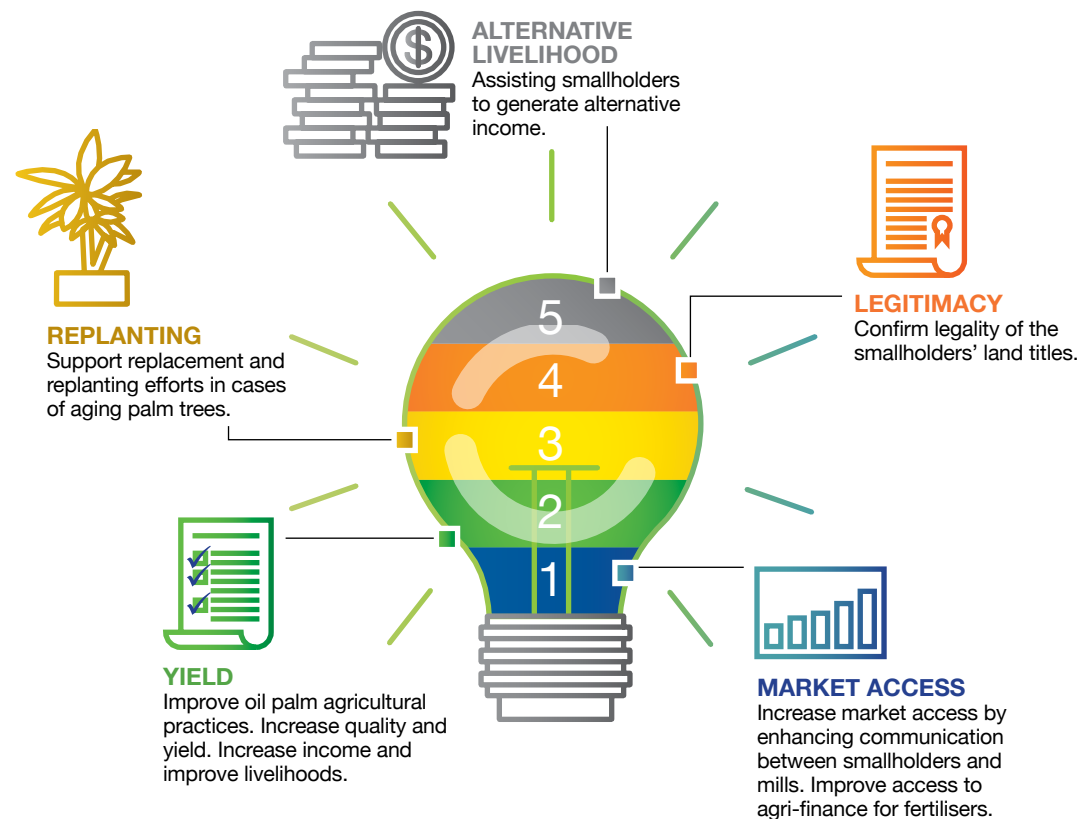 ALTERNATIVE
LIVELIHOOD
Assisting smallholders
to generate alternative
income.
$
LEGITIMACY
Confirm legality of the
smallholders' land titles.
REPLANTING
Support replacement and
replanting efforts in cases
of aging palm trees.
5
4
3
2
1
YIELD
Improve oil palm agricultural
practices. Increase quality and
yield. Increase income and
improve livelihoods.
MARKET ACCESS
Increase market access by
enhancing communication
between smallholders and
mills. Improve access to
agri-finance for fertilisers.